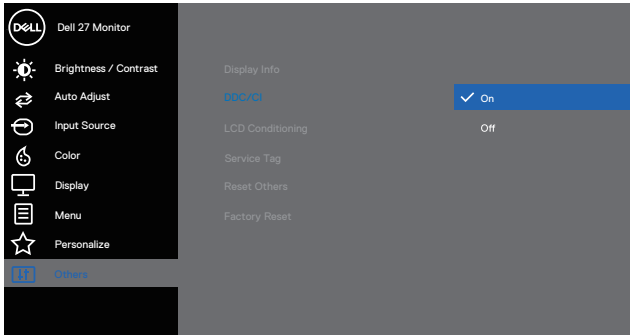 DELL
Dell 27 Monitor
Brightness / Contrast
Auto Adjust
Input Source
Color
Display
Menu
Personalize
Others
Display Info
DDC/CI
LCD Conditioning
Service Tag
Reset Others
Factory Reset
On
Off